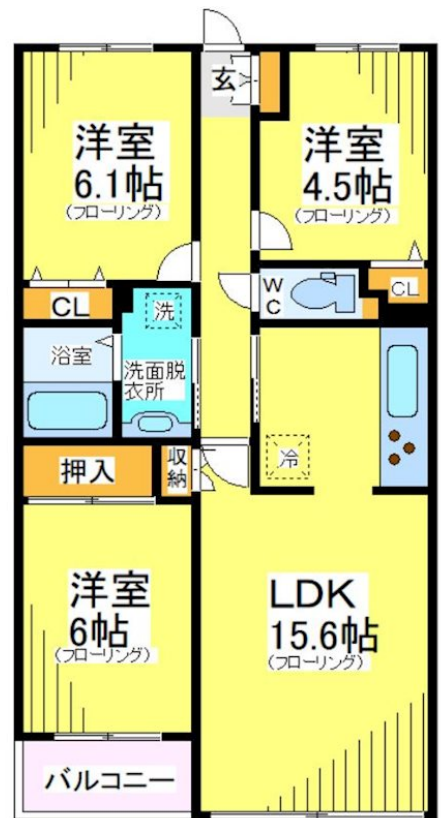 玄
洋室
6.1帖
(フローリング)
洋室
4.5帖
(フローリング)
CL
洗
W
C
CL
浴室
洗面脱
衣所
押入
収
納
冷
洋室
6帖
(フローリング)
LDK
15.6帖
(フローリング)
バルコニー